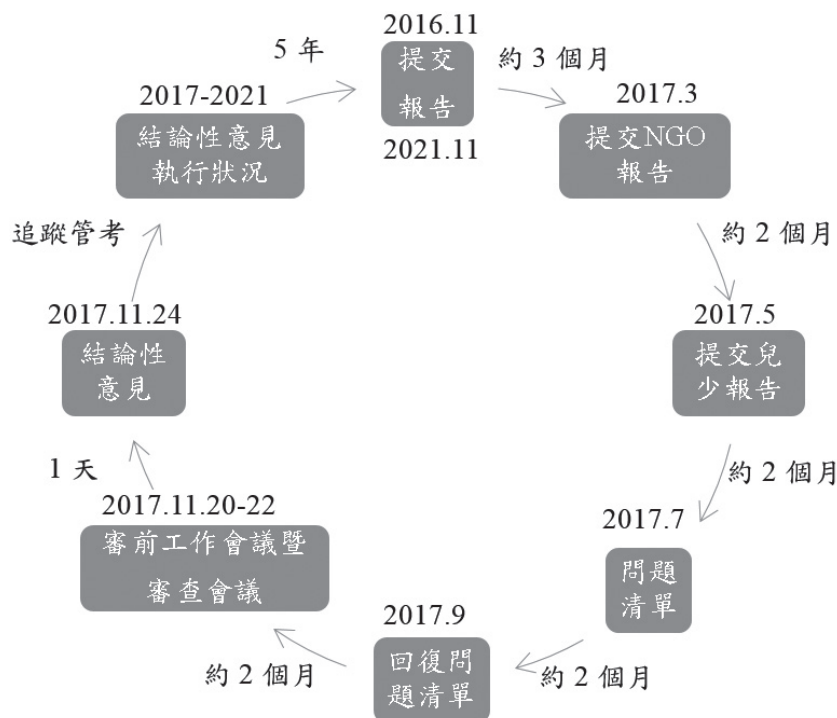 2016.11
提交
報告
2021.11
約 3 個月
2017.3
提交NGO
報告
約 2 個月
2017.5
提交兒
少報告
約 2 個月
2017.7
問題
清單
約 2 個月
2017.9
回復問
題清單
約 2 個月
2017.11.20-22
審前工作會議暨
審查會議
1 天
2017.11.24
結論性
意見
追蹤管考
2017-2021
結論性意見
執行狀況
5 年